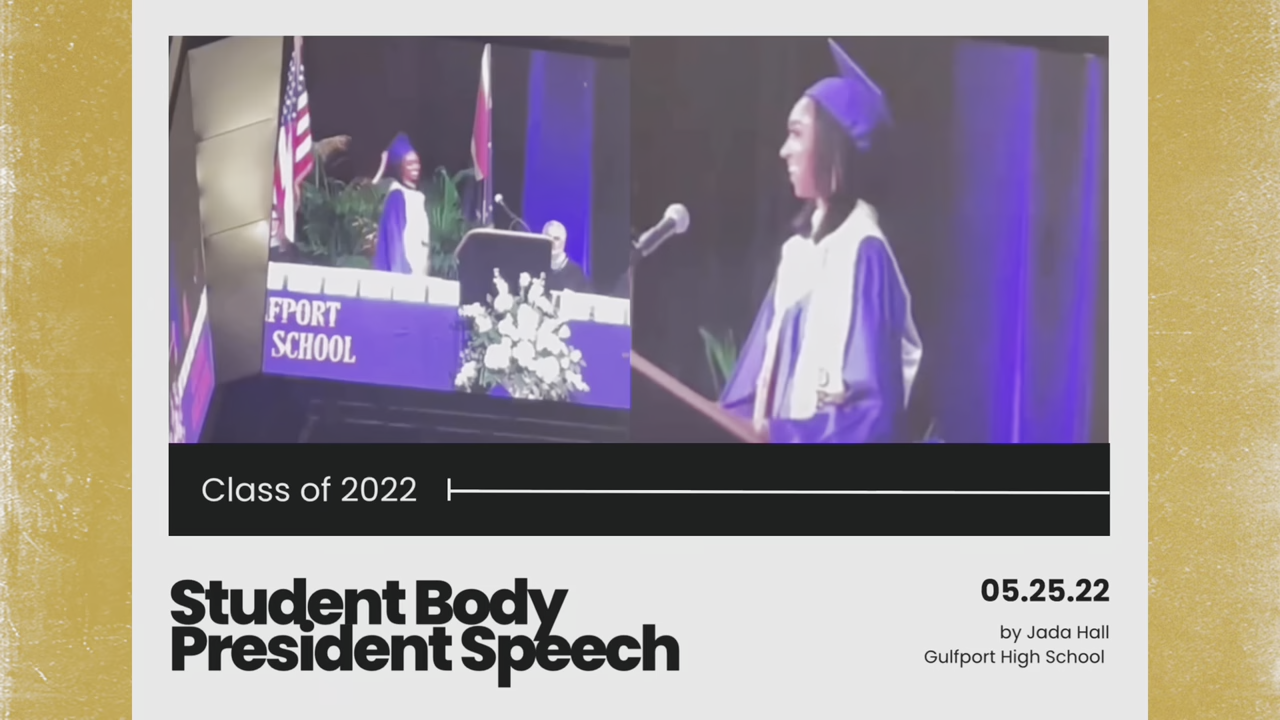 FPORT
SCHOOL
Class of 2022
Student Body
President Speech
05.25.22
by Jada Hall
Gulfport High School